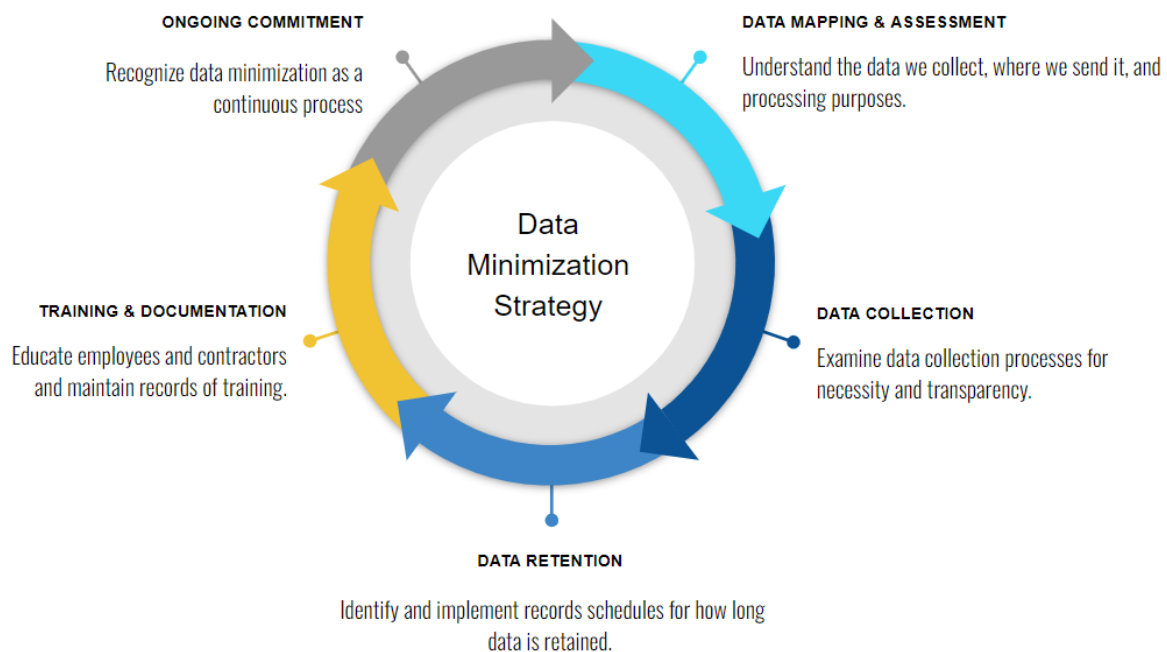 ONGOING COMMITMENT
Recognize data minimization as a
continuous process
DATA MAPPING & ASSESSMENT
Understand the data we collect, where we send it, and
processing purposes.
Data
Minimization
Strategy
TRAINING & DOCUMENTATION
Educate employees and contractors
and maintain records of training.
DATA COLLECTION
Examine data collection processes for
necessity and transparency.
DATA RETENTION
Identify and implement records schedules for how long
data is retained.